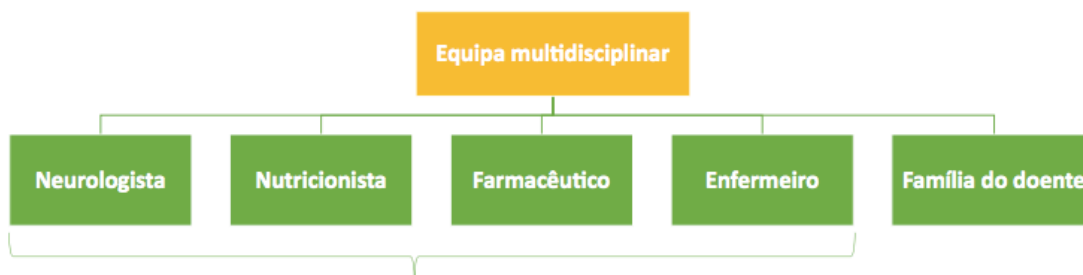 Equipa multidisciplinar
Neurologista
Nutricionista
Farmacêutico
Enfermeiro
Família do doente